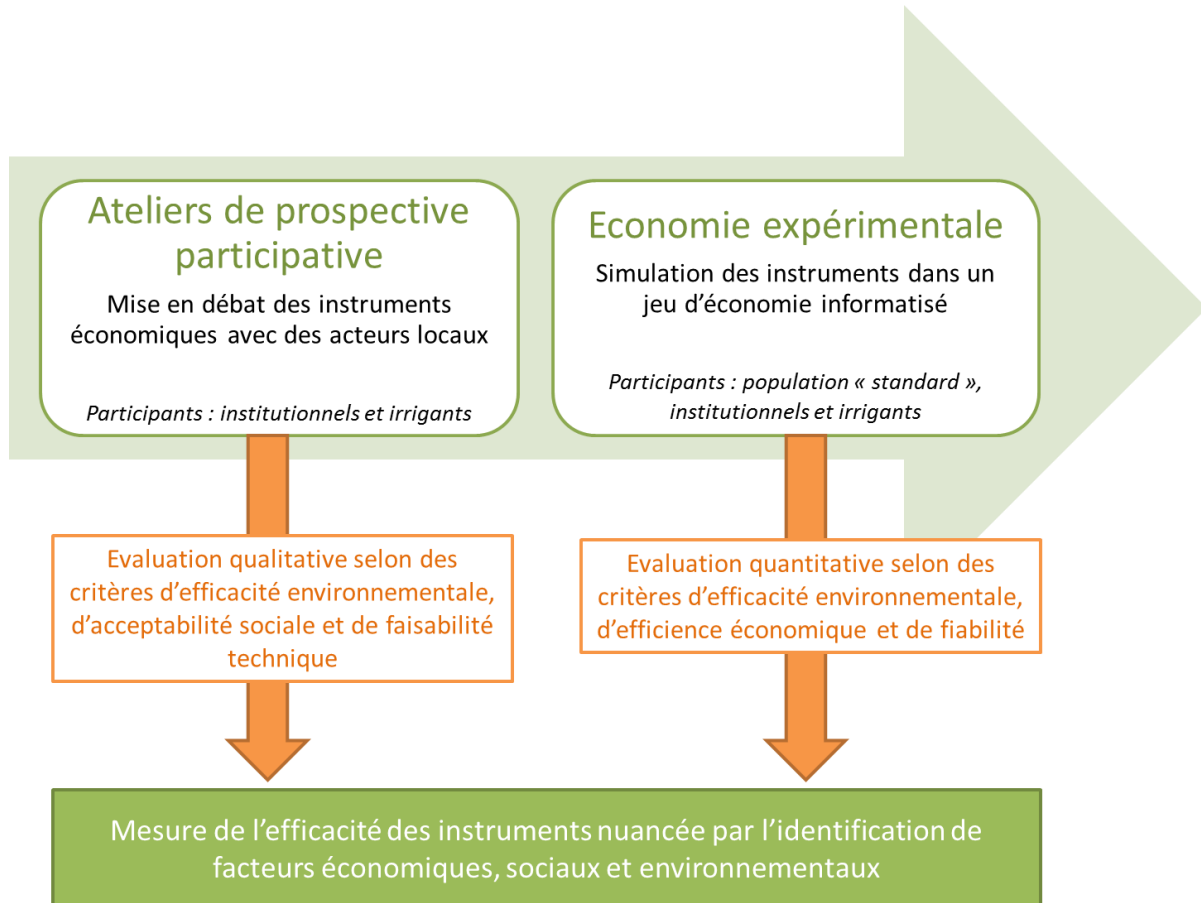 Ateliers de prospective
participative
Mise en débat des instruments
économiques avec des acteurs locaux
Participants : institutionnels et irrigants
Economie expérimentale
Simulation des instruments dans un
jeu d'économie informatisé
Participants : population « standard »,
institutionnels et irrigants
Evaluation qualitative selon des
critères d'efficacité environnementale,
d'acceptabilité sociale et de faisabilité
technique
Evaluation quantitative selon des
critères d'efficacité environnementale,
d'efficience économique et de fiabilité
Mesure de l'efficacité des instruments nuancée par l'identification de
facteurs économiques, sociaux et environnementaux